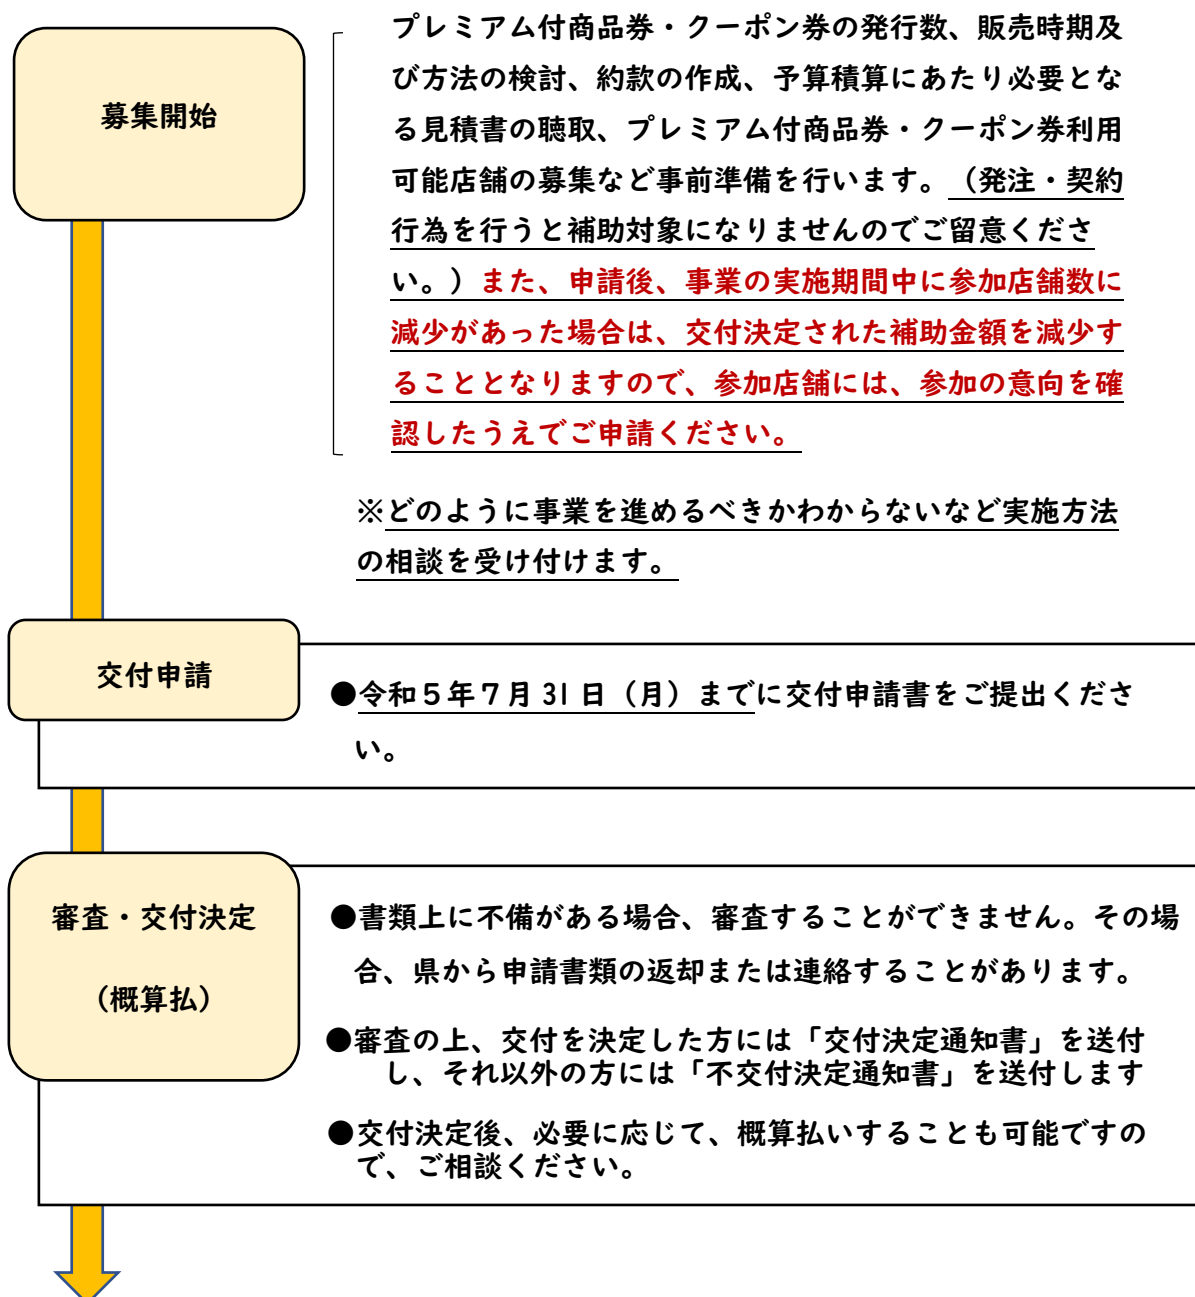 募集開始
プレミアム付商品券・クーポン券の発行数、販売時期及
び方法の検討、約款の作成、予算積算にあたり必要とな
る見積書の聴取、プレミアム付商品券・クーポン券利用
可能店舗の募集など事前準備を行います。（発注・契約
行為を行うと補助対象になりませんのでご留意くださ
い。）また、申請後、事業の実施期間中に参加店舗数に
減少があった場合は、交付決定された補助金額を減少す
ることとなりますので、参加店舗には、参加の意向を確
認したうえでご申請ください。
※どのように事業を進めるべきかわからないなど実施方法
の相談を受け付けます。
交付申請
●令和５年７月 31 日（月）までに交付申請書をご提出くださ
い。
審査・交付決定
（概算払）
●書類上に不備がある場合、審査することができません。その場
合、県から申請書類の返却または連絡することがあります。
●審査の上、交付を決定した方には「交付決定通知書」を送付
し、それ以外の方には「不交付決定通知書」を送付します
●交付決定後、必要に応じて、概算払いすることも可能ですの
で、ご相談ください。